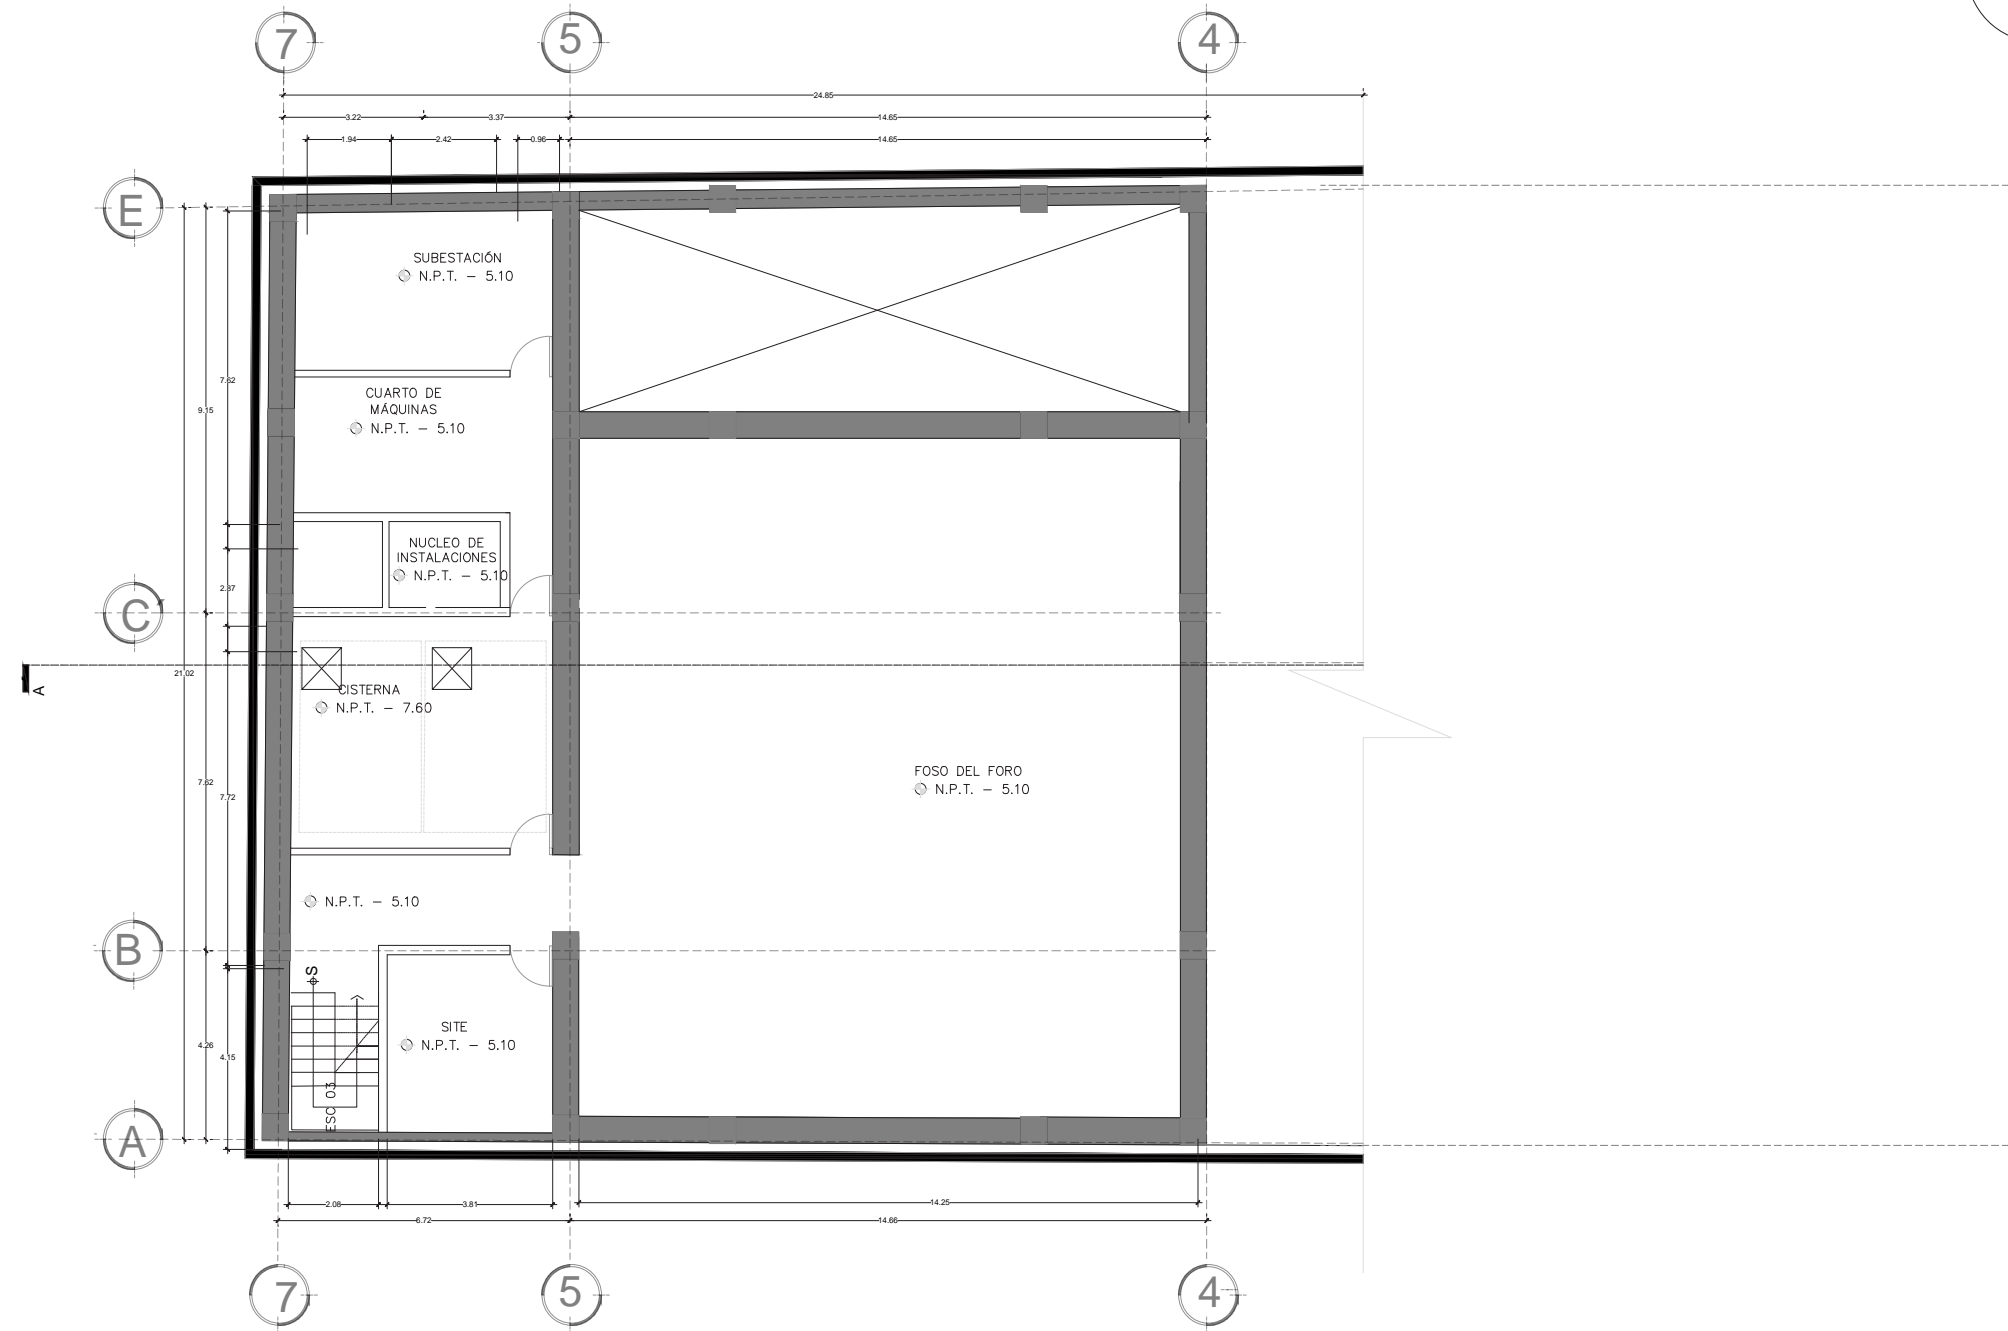 7
5
4
24.85
3.22
3.37
14.65
1.94
2.42
0.96
14.65
E
SUBESTACIÓN
N.P.T. – 5.10
7.62
CUARTO DE
MÁQUINAS
N.P.T. – 5.10
9.15
NUCLEO DE
INSTALACIONES
N.P.T. – 5.10
2.37
C
21.02
A
CISTERNA
N.P.T. – 7.60
7.62
7.72
FOSO DEL FORO
N.P.T. – 5.10
N.P.T. – 5.10
B
S
SITE
N.P.T. – 5.10
4.26
4.15
ESC 03
A
2.08
3.81
14.25
6.72
14.66
7
5
4